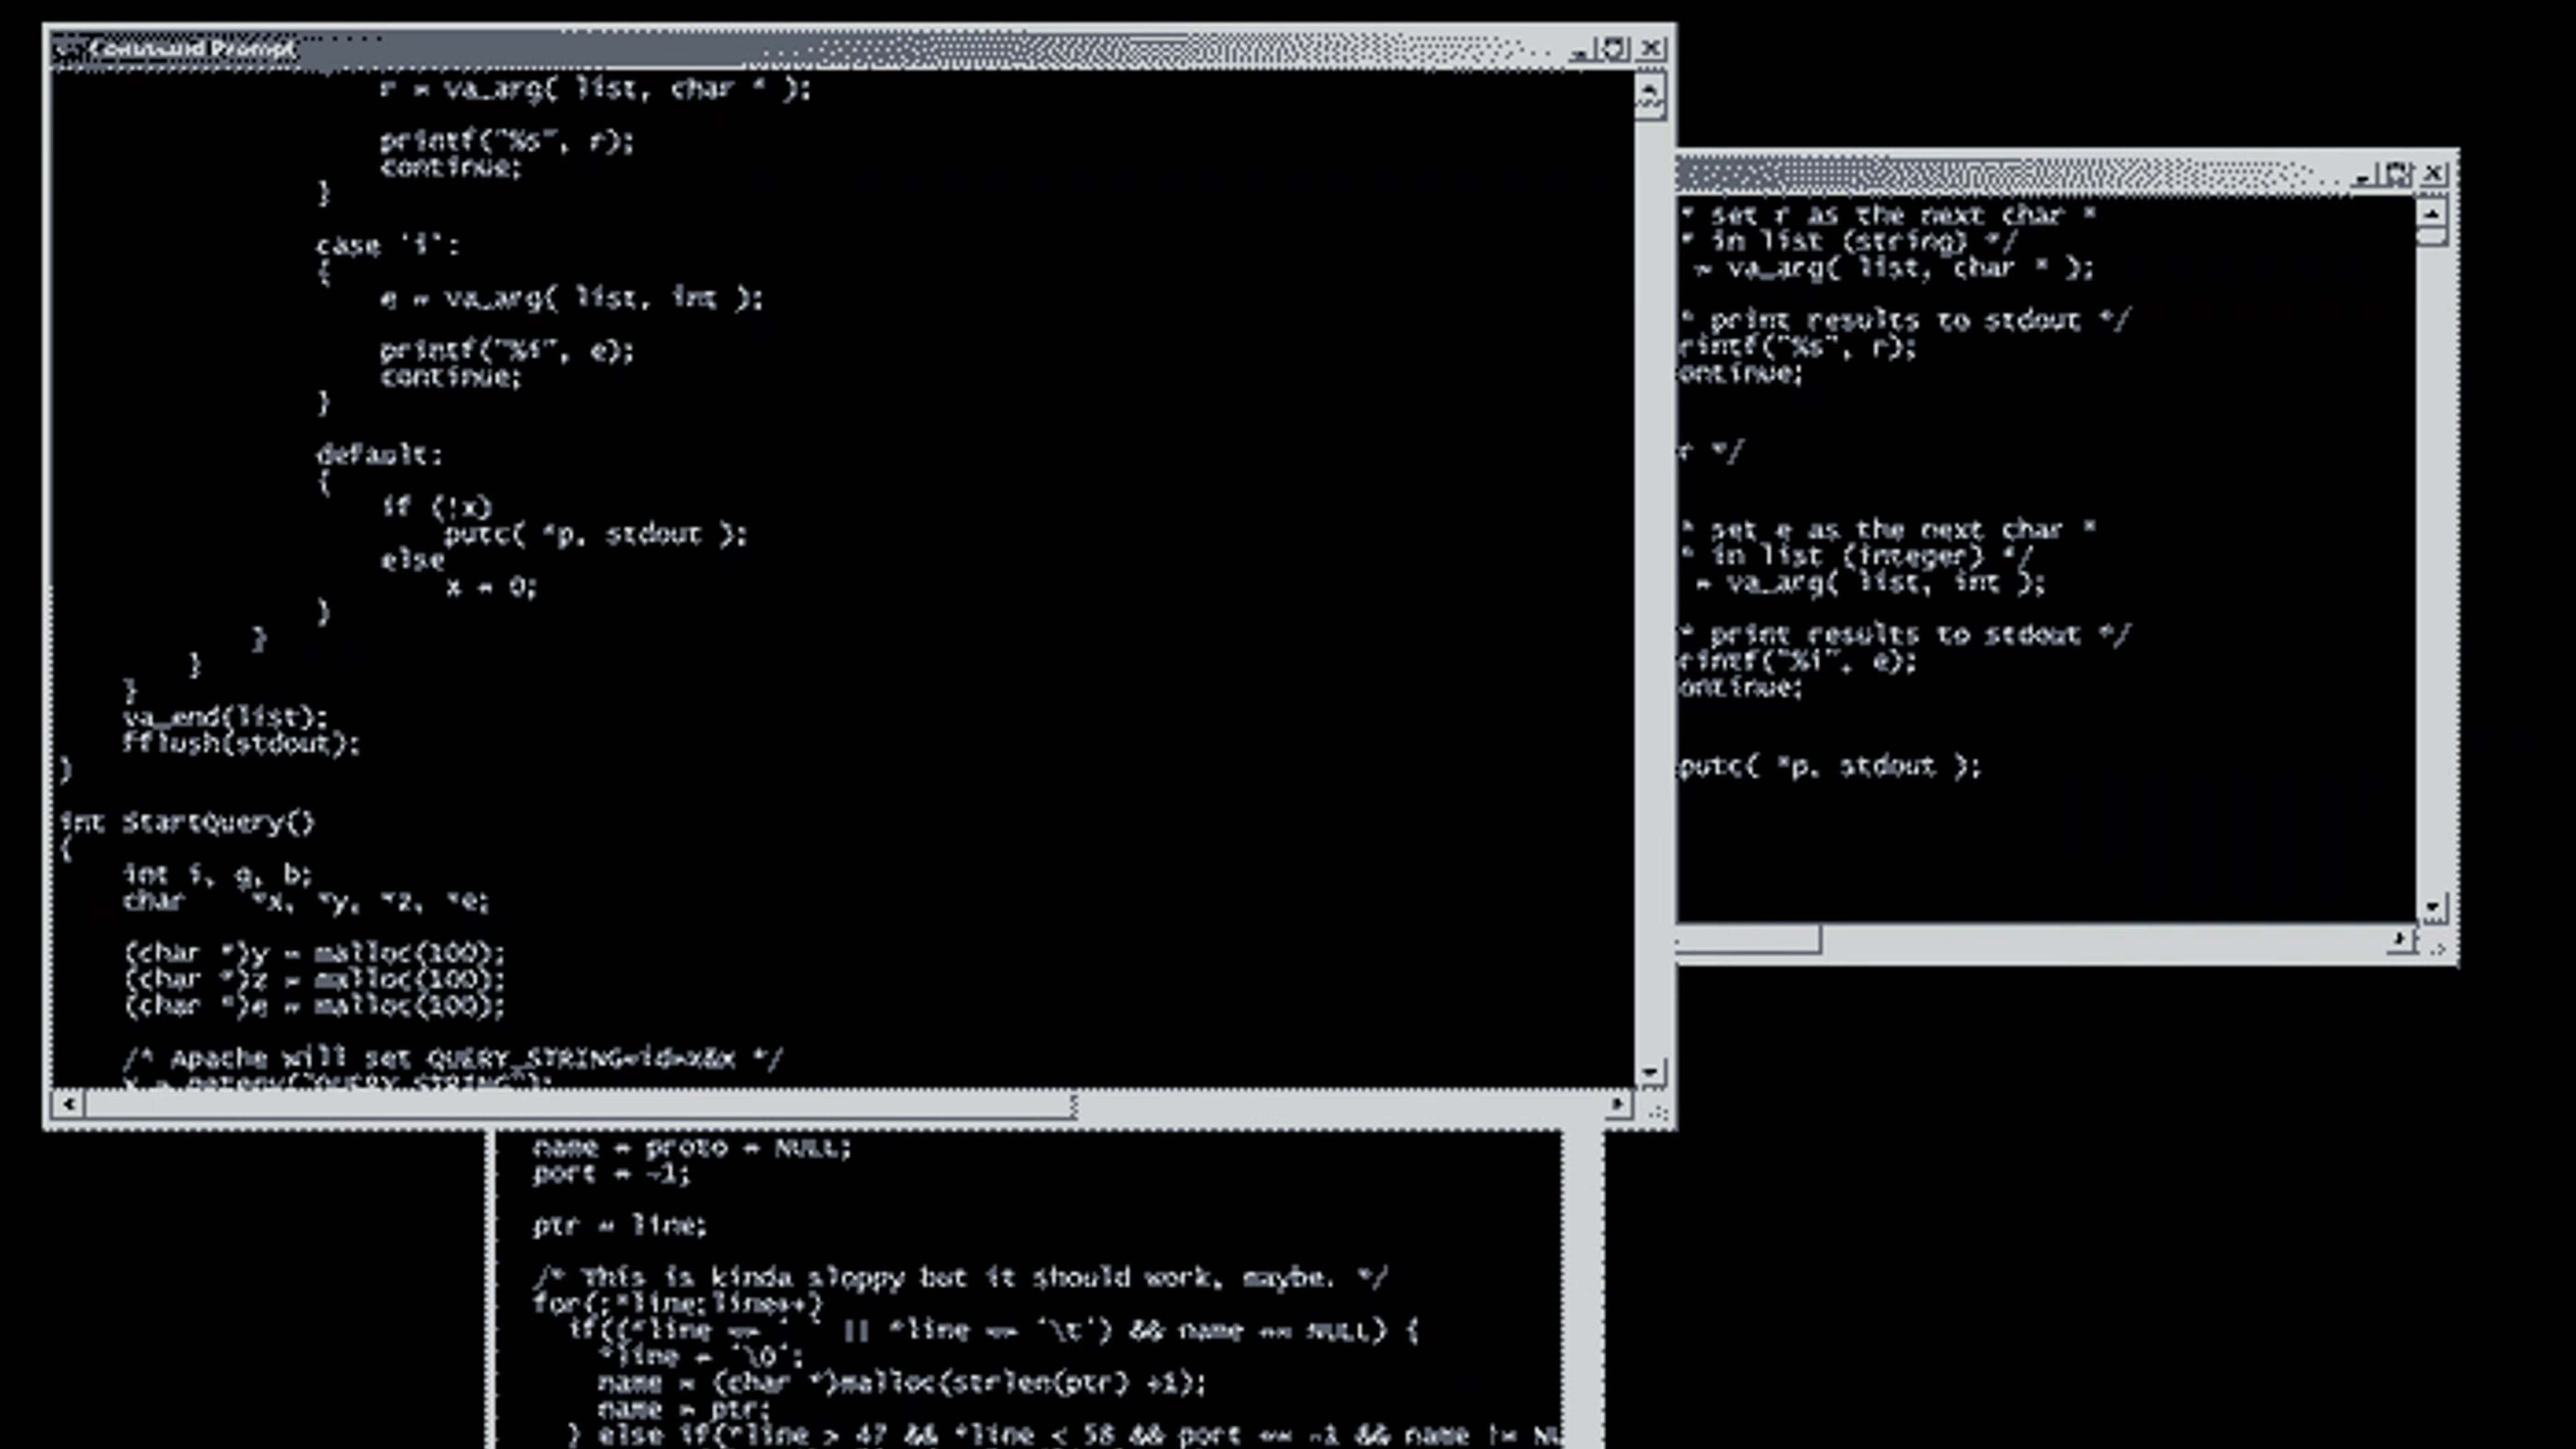 Command Prompt
r = va_arg( list, char * );
printf("%s", r);
continue;
}
case 'i':
{
e = va_arg( list, int );
printf("%i", e);
continue;
}
default:
{
if (!x)
putc( *p, stdout );
else
x = 0;
}
}
}
}
va_end(list);
fflush(stdout);
}
int StartQuery()
{
int i, g, b;
char *x, *y, *z, *e;
(char *)y = malloc(100);
(char *)z = malloc(100);
(char *)e = malloc(100);
/* Apache will set QUERY_STRING=id=x&x */
x = getenv("QUERY_STRING");
* set r as the next char *
* in list (string) */
= va_arg( list, char * );
* print results to stdout */
rintf("%s", r);
ontinue;
r */
* set e as the next char *
* in list (integer) */
= va_arg( list, int );
* print results to stdout */
rintf("%i", e);
ontinue;
putc( *p, stdout );
name = proto = NULL;
port = -1;
ptr = line;
/* This is kinda sloppy but it should work, maybe. */
for(;*line;line++)
if((*line == ' ' || *line == '\t') && name == NULL) {
*line = '\0';
name = (char *)malloc(strlen(ptr) +1);
name = ptr;
} else if(*line > 47 && *line < 58 && port == -1 && name != NU